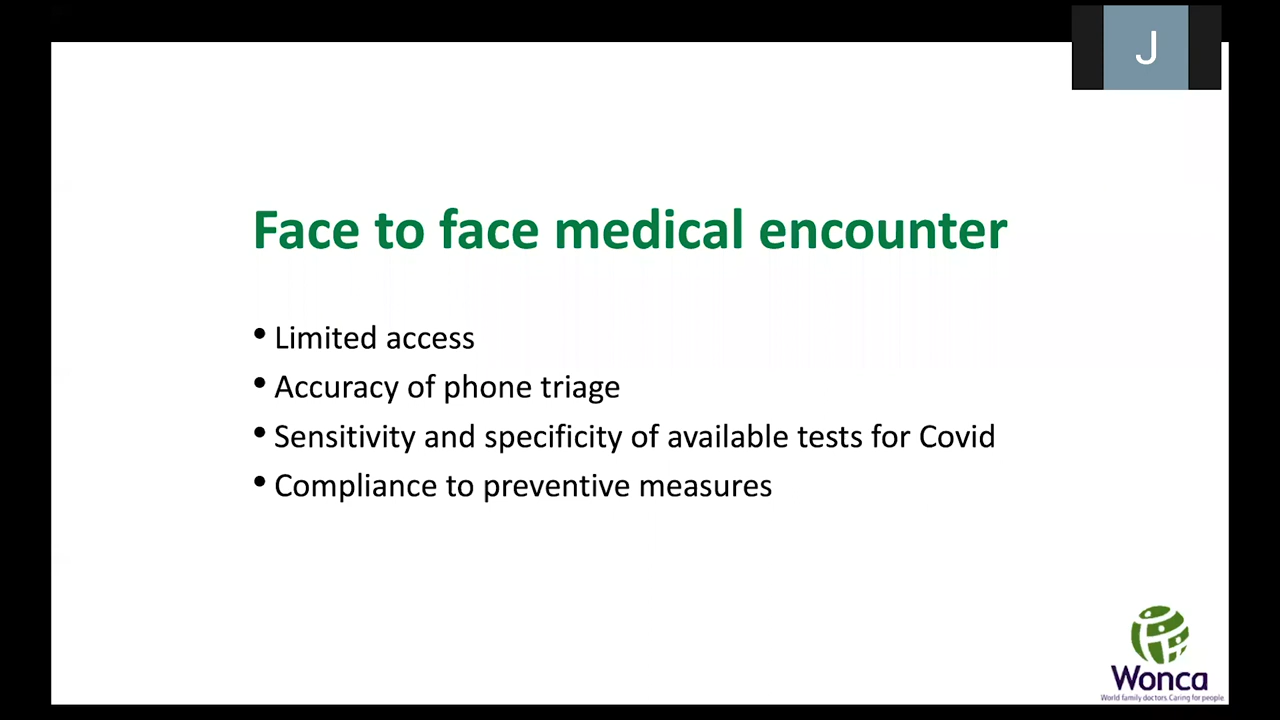 J
Face to face medical encounter
• Limited access
• Accuracy of phone triage
• Sensitivity and specificity of available tests for Covid
• Compliance to preventive measures
Wonca
World family doctors. Caring for people.